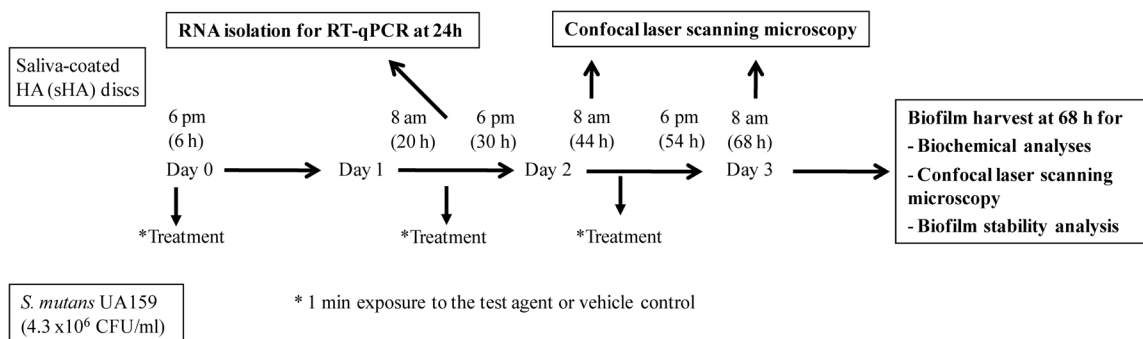 RNA isolation for RT-qPCR at 24h
Confocal laser scanning microscopy
Saliva-coated
HA (sHA) discs
6 pm
(6 h)
8 am
(20 h)
6 pm
(30 h)
8 am
(44 h)
6 pm
(54 h)
8 am
(68 h)
Day 0
Day 1
Day 2
Day 3
Biofilm harvest at 68 h for
- Biochemical analyses
- Confocal laser scanning
microscopy
- Biofilm stability analysis
*Treatment
*Treatment
*Treatment
S. mutans UA159
(4.3 x10⁶ CFU/ml)
* 1 min exposure to the test agent or vehicle control